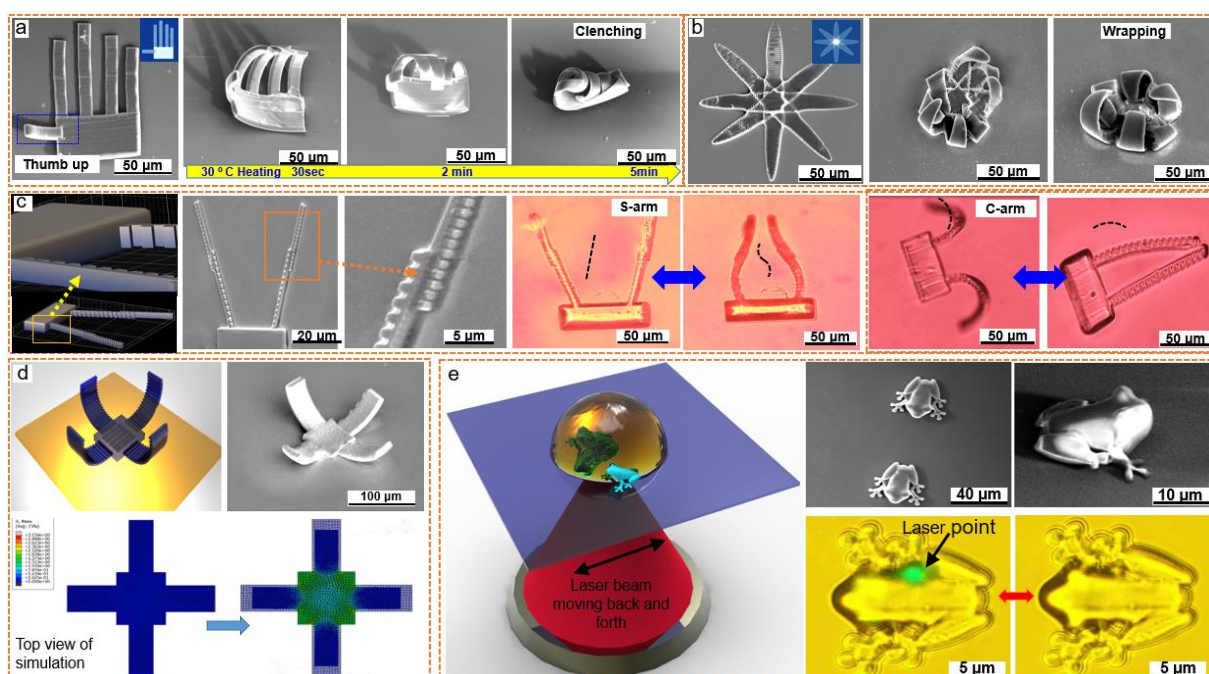 a
Thumb up
50 µm
50 µm
50 µm
Clenching
50 µm
30 °C Heating 30sec 2 min 5min
b
50 µm
50 µm
Wrapping
50 µm
c
20 µm
5 µm
S-arm
50 µm
50 µm
C-arm
50 µm
50 µm
d
100 µm
S, Mises
(Avg: 75%)
Top view of
simulation
e
Laser beam
moving back and
forth
40 µm
10 µm
Laser point
5 µm
5 µm